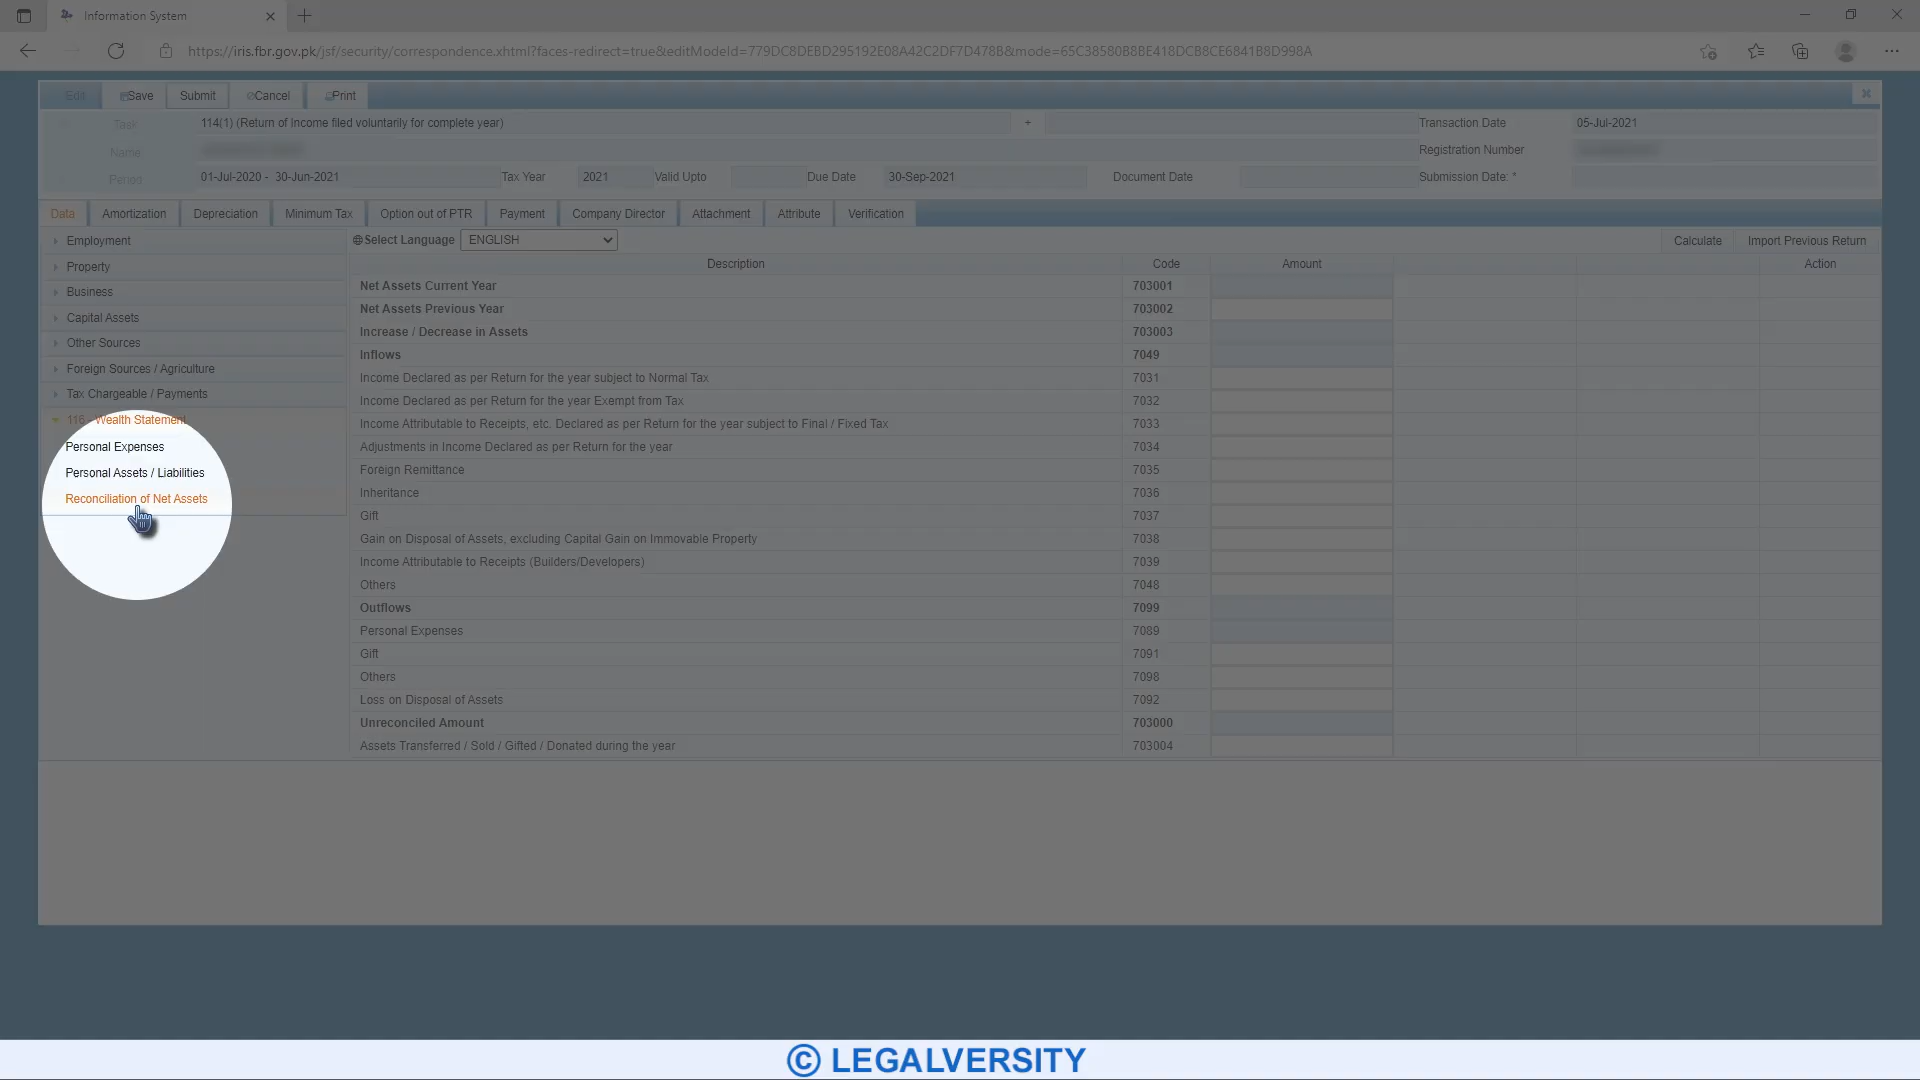 Information System
https://iris.fbr.gov.pk/jsf/security/correspondence.xhtml?faces-redirect=true&editModeId=779DC8DEBD295192E08A42C2DF7D478B&mode=65C38580B8BE418DCB8CE6841B8D998A
Edit Save Submit Cancel Print
Task 114(1) (Return of Income filed voluntarily for complete year) + Transaction Date 05-Jul-2021
Name Registration Number
Period 01-Jul-2020 - 30-Jun-2021 Tax Year 2021 Valid Upto Due Date 30-Sep-2021 Document Date Submission Date: *
Data Amortization Depreciation Minimum Tax Option out of PTR Payment Company Director Attachment Attribute Verification
Employment
Property
Business
Capital Assets
Other Sources
Foreign Sources / Agriculture
Tax Chargeable / Payments
116 - Wealth Statement
Personal Expenses
Personal Assets / Liabilities
Reconciliation of Net Assets
Select Language ENGLISH Calculate Import Previous Return
Description Code Amount Action
Net Assets Current Year 703001
Net Assets Previous Year 703002
Increase / Decrease in Assets 703003
Inflows 7049
Income Declared as per Return for the year subject to Normal Tax 7031
Income Declared as per Return for the year Exempt from Tax 7032
Income Attributable to Receipts, etc. Declared as per Return for the year subject to Final / Fixed Tax 7033
Adjustments in Income Declared as per Return for the year 7034
Foreign Remittance 7035
Inheritance 7036
Gift 7037
Gain on Disposal of Assets, excluding Capital Gain on Immovable Property 7038
Income Attributable to Receipts (Builders/Developers) 7039
Others 7048
Outflows 7099
Personal Expenses 7089
Gift 7091
Others 7098
Loss on Disposal of Assets 7092
Unreconciled Amount 703000
Assets Transferred / Sold / Gifted / Donated during the year 703004
© LEGALVERSITY